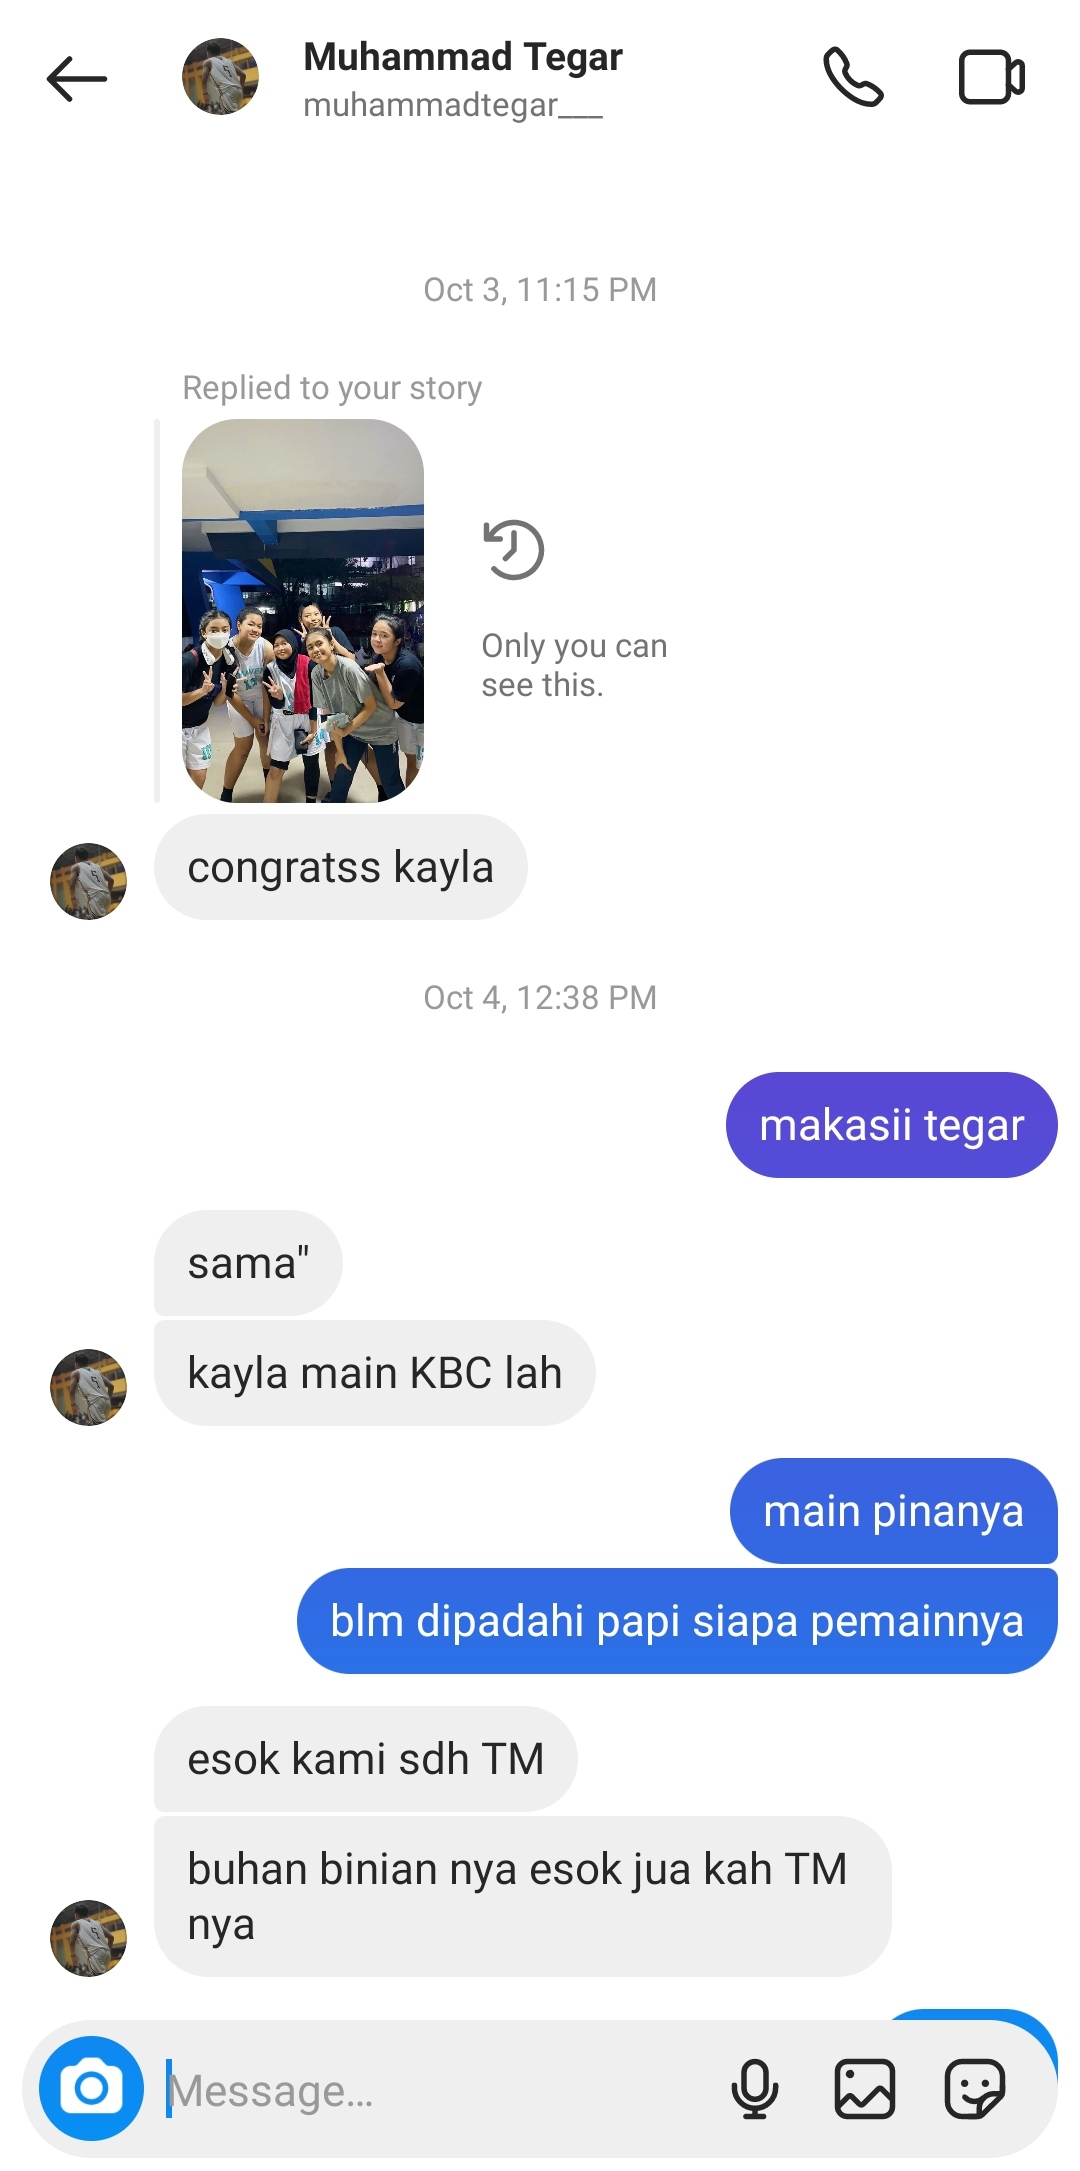 Muhammad Tegar
muhammadtegar___
Oct 3, 11:15 PM
Replied to your story
Only you can
see this.
congratss kayla
Oct 4, 12:38 PM
makasii tegar
sama"
kayla main KBC lah
main pinanya
blm dipadahi papi siapa pemainnya
esok kami sdh TM
buhan binian nya esok jua kah TM
nya
Message...